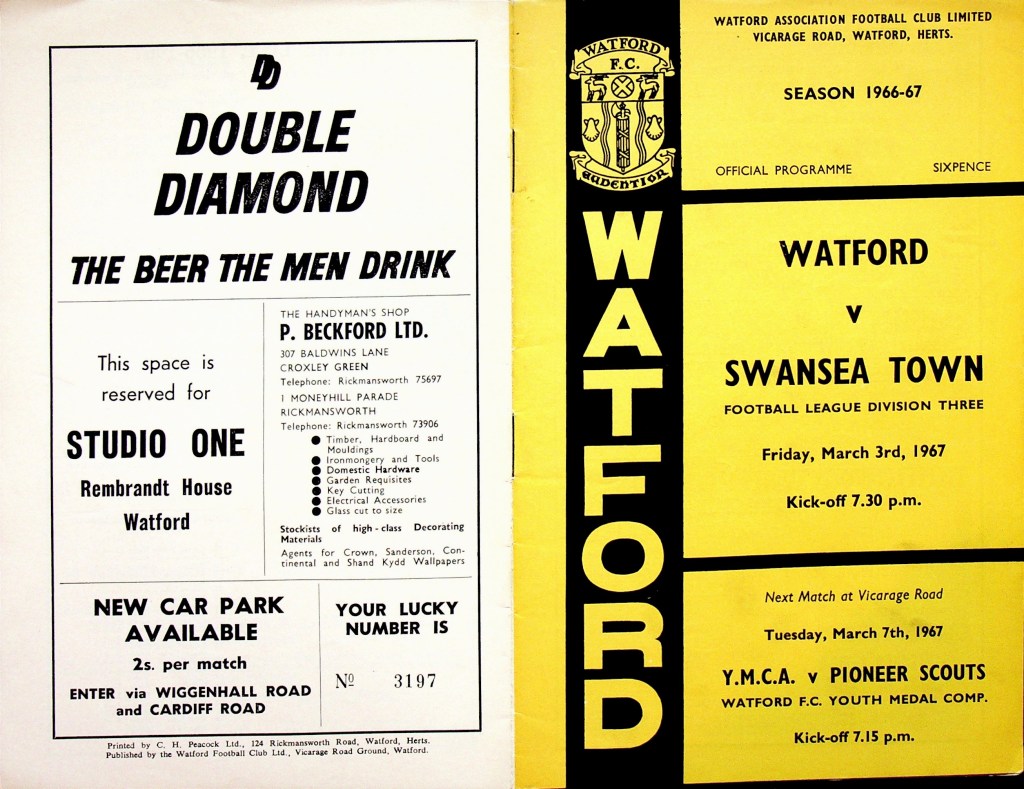 DD
DOUBLE
DIAMOND
THE BEER THE MEN DRINK
This space is
reserved for
STUDIO ONE
Rembrandt House
Watford
THE HANDYMAN'S SHOP
P. BECKFORD LTD.
307 BALDWINS LANE
CROXLEY GREEN
Telephone: Rickmansworth 75697
1 MONEYHILL PARADE
RICKMANSWORTH
Telephone: Rickmansworth 73906
● Timber, Hardboard and
Mouldings
● Ironmongery and Tools
● Domestic Hardware
● Garden Requisites
● Key Cutting
● Electrical Accessories
● Glass cut to size
Stockists of high-class Decorating
Materials
Agents for Crown, Sanderson, Con-
tinental and Shand Kydd Wallpapers
NEW CAR PARK
AVAILABLE
2s. per match
ENTER via WIGGENHALL ROAD
and CARDIFF ROAD
YOUR LUCKY
NUMBER IS
Nº 3197
Printed by C. H. Peacock Ltd., 124 Rickmansworth Road, Watford, Herts.
Published by the Watford Football Club Ltd., Vicarage Road Ground, Watford.
WATFORD
F.C.
AUDENTIOR
WATFORD
WATFORD ASSOCIATION FOOTBALL CLUB LIMITED
VICARAGE ROAD, WATFORD, HERTS.
SEASON 1966-67
OFFICIAL PROGRAMME SIXPENCE
WATFORD
v
SWANSEA TOWN
FOOTBALL LEAGUE DIVISION THREE
Friday, March 3rd, 1967
Kick-off 7.30 p.m.
Next Match at Vicarage Road
Tuesday, March 7th, 1967
Y.M.C.A. v PIONEER SCOUTS
WATFORD F.C. YOUTH MEDAL COMP.
Kick-off 7.15 p.m.